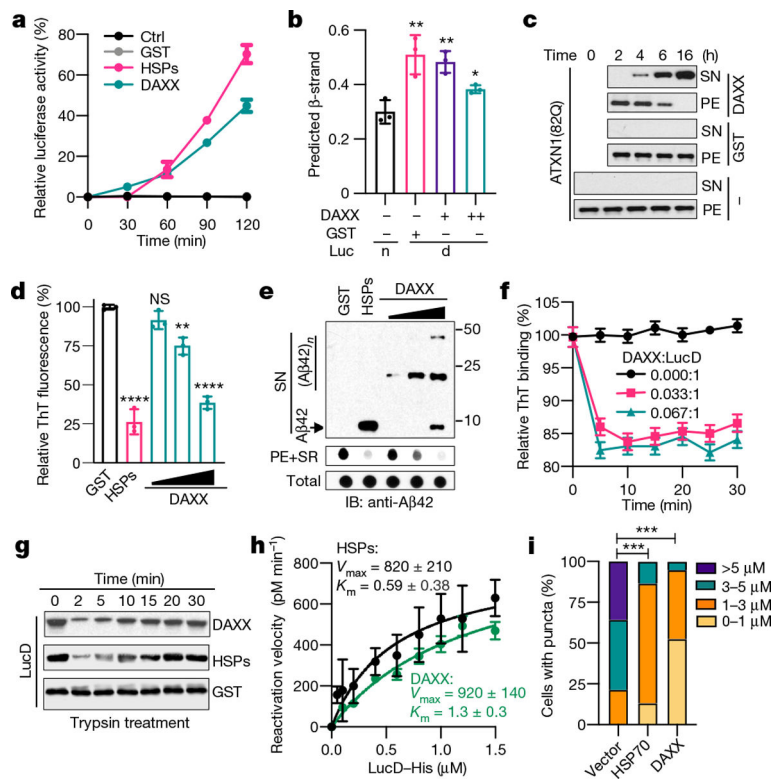 a
Relative luciferase activity (%)
80
60
40
20
0
Ctrl
GST
HSPs
DAXX
0 30 60 90 120
Time (min)
b
Predicted β-strand
0.6
0.4
0.2
0
**
**
*
DAXX – – + ++
GST – + – –
Luc n d
c
Time 0 2 4 6 16 (h)
ATXN1(82Q)
SN
PE
DAXX
SN
PE
GST
SN
PE
–
d
Relative ThT fluorescence (%)
100
75
50
25
0
****
NS
**
****
GST
HSPs
DAXX
e
GST
HSPs
DAXX
SN
(Aβ42)n
Aβ42
50
25
10
PE+SR
Total
IB: anti-Aβ42
f
Relative ThT binding (%)
105
100
95
90
85
80
DAXX:LucD
0.000:1
0.033:1
0.067:1
0 10 20 30
Time (min)
g
Time (min)
0 2 5 10 15 20 30
LucD
DAXX
HSPs
GST
Trypsin treatment
h
Reactivation velocity (pM min⁻¹)
800
600
400
200
0
HSPs:
Vmax = 820 ± 210
Km = 0.59 ± 0.38
DAXX:
Vmax = 920 ± 140
Km = 1.3 ± 0.3
0.0 0.5 1.0 1.5
LucD–His (μM)
i
Cells with puncta (%)
100
75
50
25
0
***
***
>5 μM
3–5 μM
1–3 μM
0–1 μM
Vector
HSP70
DAXX